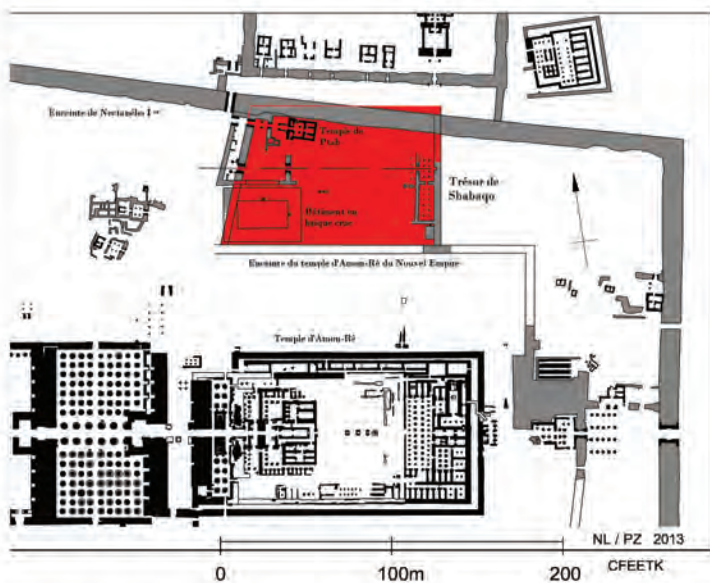 Enceinte de Nectanébo I er
Temple de
Ptah
Trésor de
Shabaqo
Bâtiment en
brique crue
Enceinte du temple d'Amon-Rê du Nouvel Empire
Temple d'Amon-Rê
NL / PZ 2013
CFEETK
0 100m 200